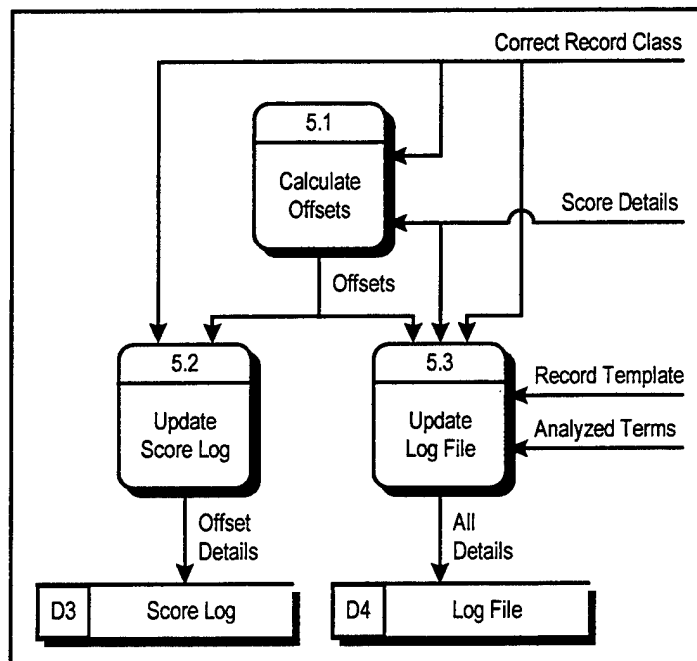 Correct Record Class
5.1
Calculate
Offsets
Score Details
Offsets
5.2
Update
Score Log
5.3
Update
Log File
Record Template
Analyzed Terms
Offset
Details
All
Details
D3
Score Log
D4
Log File